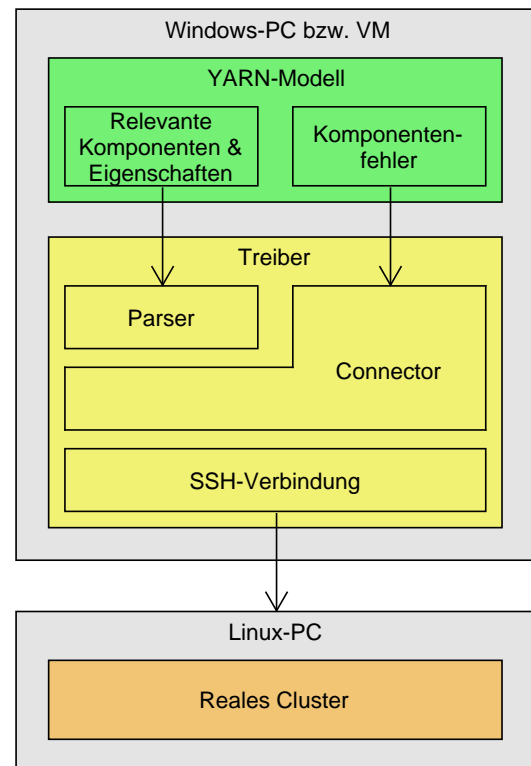 Windows-PC bzw. VM
YARN-Modell
Relevante
Komponenten &
Eigenschaften
Komponenten-
fehler
Treiber
Parser
Connector
SSH-Verbindung
Linux-PC
Reales Cluster